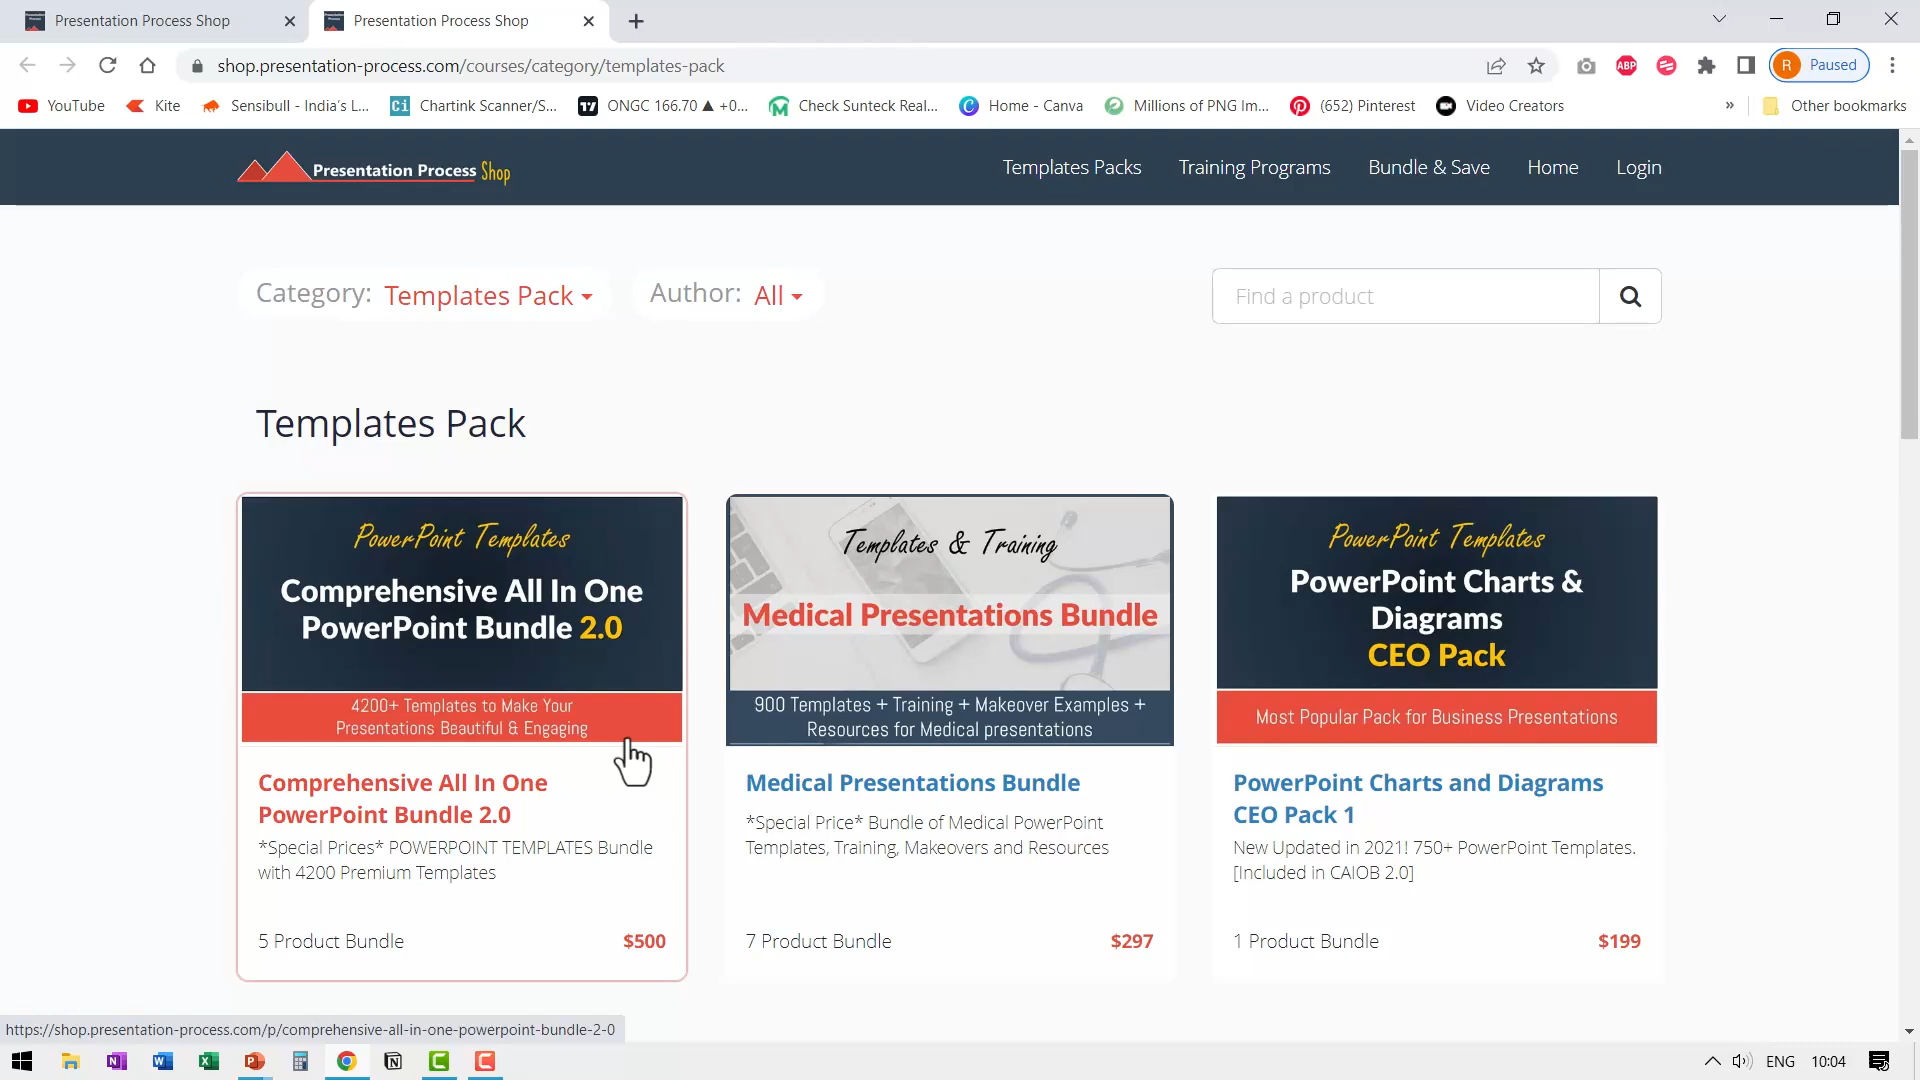 Presentation Process Shop
Presentation Process Shop
shop.presentation-process.com/courses/category/templates-pack
ABP
R Paused
YouTube
Kite
Sensibull - India's L...
Ci Chartink Scanner/S...
ONGC 166.70 ▲ +0...
Check Sunteck Real...
Home - Canva
Millions of PNG Im...
(652) Pinterest
Video Creators
»
Other bookmarks
Presentation Process Shop
Templates Packs
Training Programs
Bundle & Save
Home
Login
Category: Templates Pack
Author: All
Find a product
Templates Pack
PowerPoint Templates
Comprehensive All In One
PowerPoint Bundle 2.0
4200+ Templates to Make Your
Presentations Beautiful & Engaging
Comprehensive All In One
PowerPoint Bundle 2.0
*Special Prices* POWERPOINT TEMPLATES Bundle
with 4200 Premium Templates
5 Product Bundle
$500
Templates & Training
Medical Presentations Bundle
900 Templates + Training + Makeover Examples +
Resources for Medical presentations
Medical Presentations Bundle
*Special Price* Bundle of Medical PowerPoint
Templates, Training, Makeovers and Resources
7 Product Bundle
$297
PowerPoint Templates
PowerPoint Charts &
Diagrams
CEO Pack
Most Popular Pack for Business Presentations
PowerPoint Charts and Diagrams
CEO Pack 1
New Updated in 2021! 750+ PowerPoint Templates.
[Included in CAIOB 2.0]
1 Product Bundle
$199
https://shop.presentation-process.com/p/comprehensive-all-in-one-powerpoint-bundle-2-0
ENG
10:04